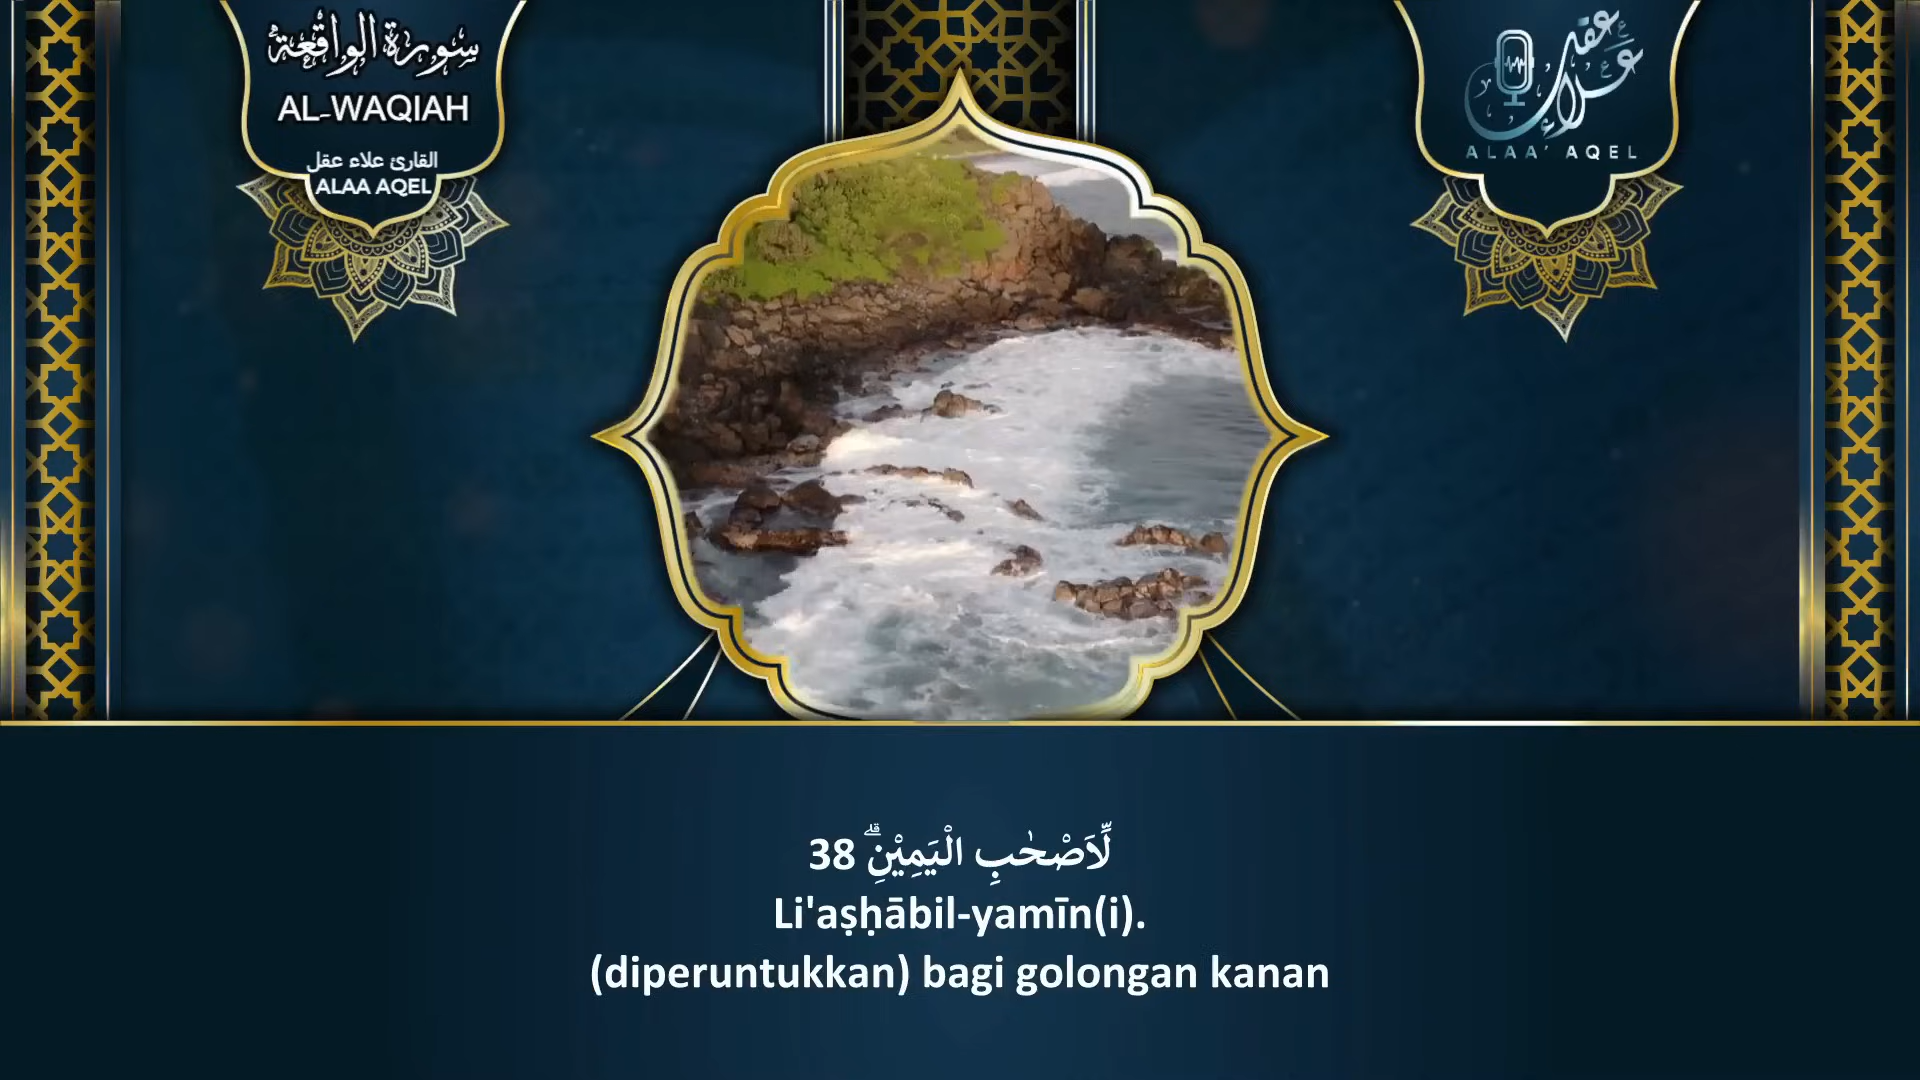 سورة الواقعة
AL-WAQIAH
القارئ علاء عقل
ALAA AQEL
علاء عقل
ALAA' AQEL
لِّاَصْحٰبِ الْيَمِيْنِۗ 38
Li'aṣḥābil-yamīn(i).
(diperuntukkan) bagi golongan kanan